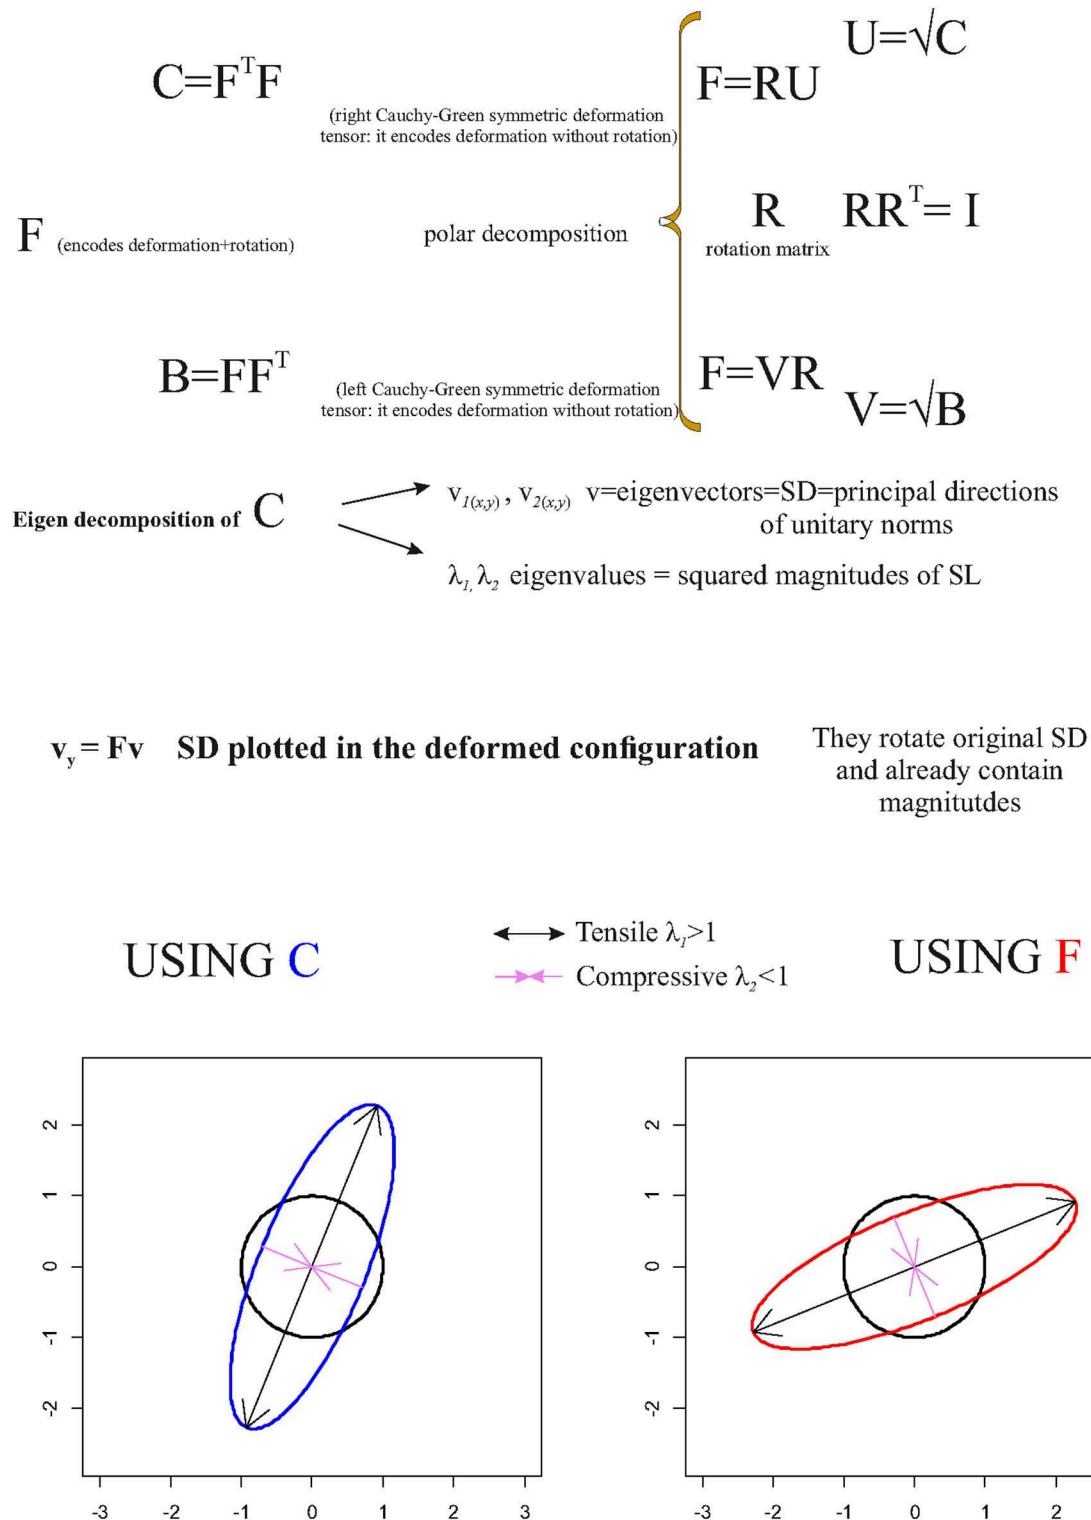 U=√C
C=FᵀF
F=RU
(right Cauchy-Green symmetric deformation
tensor: it encodes deformation without rotation)
R
RRᵀ= I
F (encodes deformation+rotation)
polar decomposition
rotation matrix
B=FFᵀ
F=VR
(left Cauchy-Green symmetric deformation
tensor: it encodes deformation without rotation)
V=√B
Eigen decomposition of C
v₁₍ₓ,y₎ , v₂₍ₓ,y₎ v=eigenvectors=SD=principal directions
of unitary norms
λ₁, λ₂ eigenvalues = squared magnitudes of SL
v_y = Fv SD plotted in the deformed configuration
They rotate original SD
and already contain
magnitutdes
USING C
Tensile λ₁>1
Compressive λ₂<1
USING F
2
1
0
-1
-2
-3 -2 -1 0 1 2 3
2
1
0
-1
-2
-3 -2 -1 0 1 2